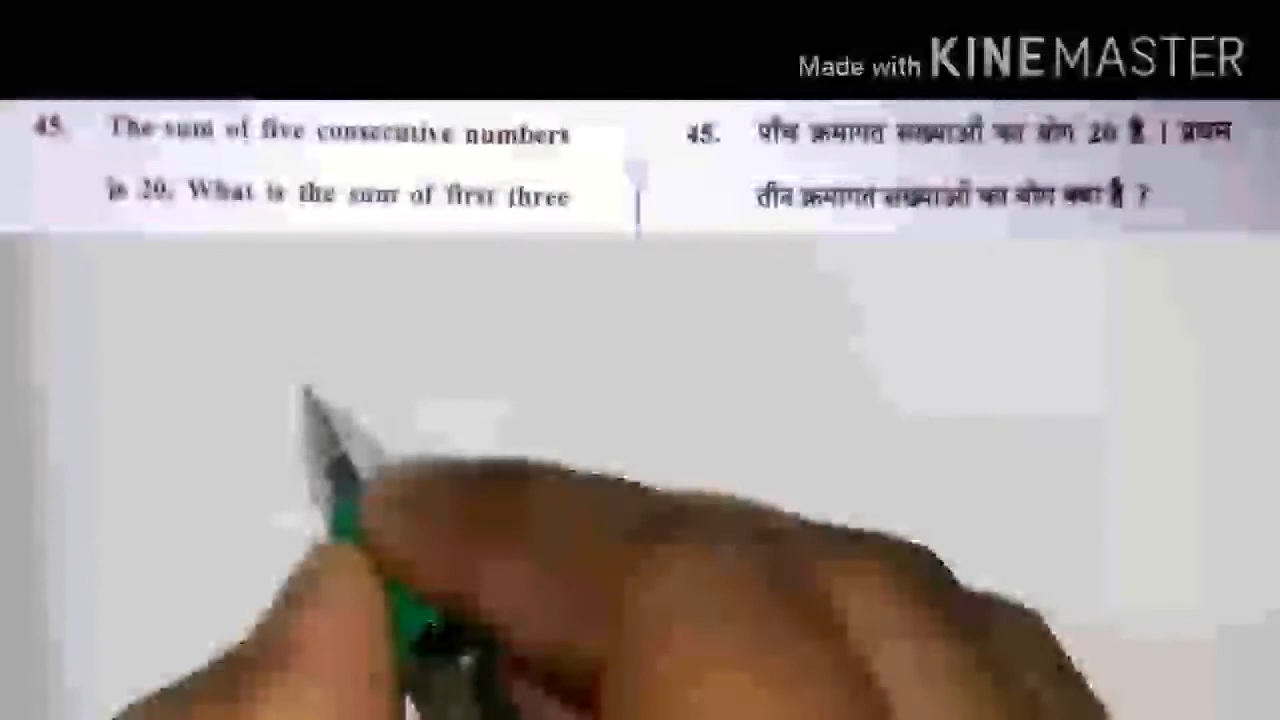 Made with KINEMASTER
45. The sum of five consecutive numbers
is 20. What is the sum of first three
45. पाँच क्रमागत संख्याओं का योग 20 है । प्रथम
तीन क्रमागत संख्याओं का योग क्या है ?